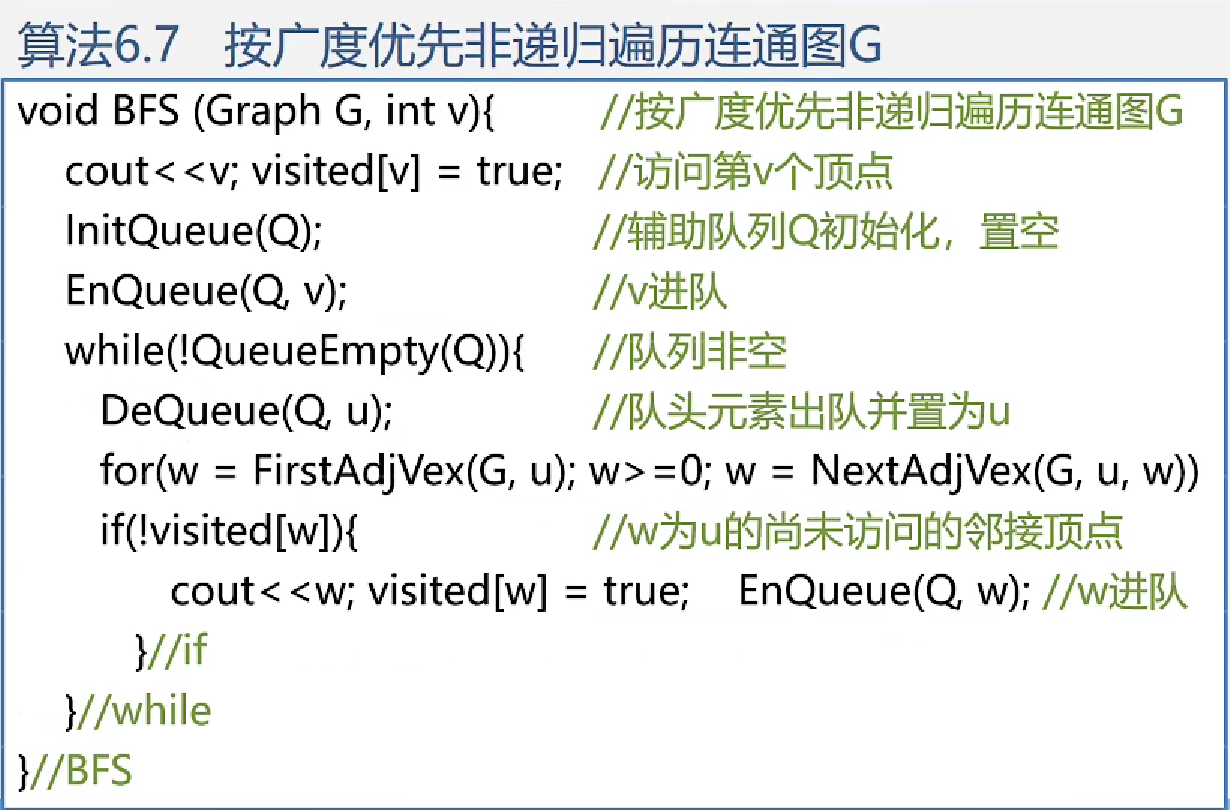 算法6.7 按广度优先非递归遍历连通图G
void BFS (Graph G, int v){ //按广度优先非递归遍历连通图G
cout<<v; visited[v] = true; //访问第v个顶点
InitQueue(Q); //辅助队列Q初始化，置空
EnQueue(Q, v); //v进队
while(!QueueEmpty(Q)){ //队列非空
DeQueue(Q, u); //队头元素出队并置为u
for(w = FirstAdjVex(G, u); w>=0; w = NextAdjVex(G, u, w))
if(!visited[w]){ //w为u的尚未访问的邻接顶点
cout<<w; visited[w] = true; EnQueue(Q, w); //w进队
}//if
}//while
}//BFS